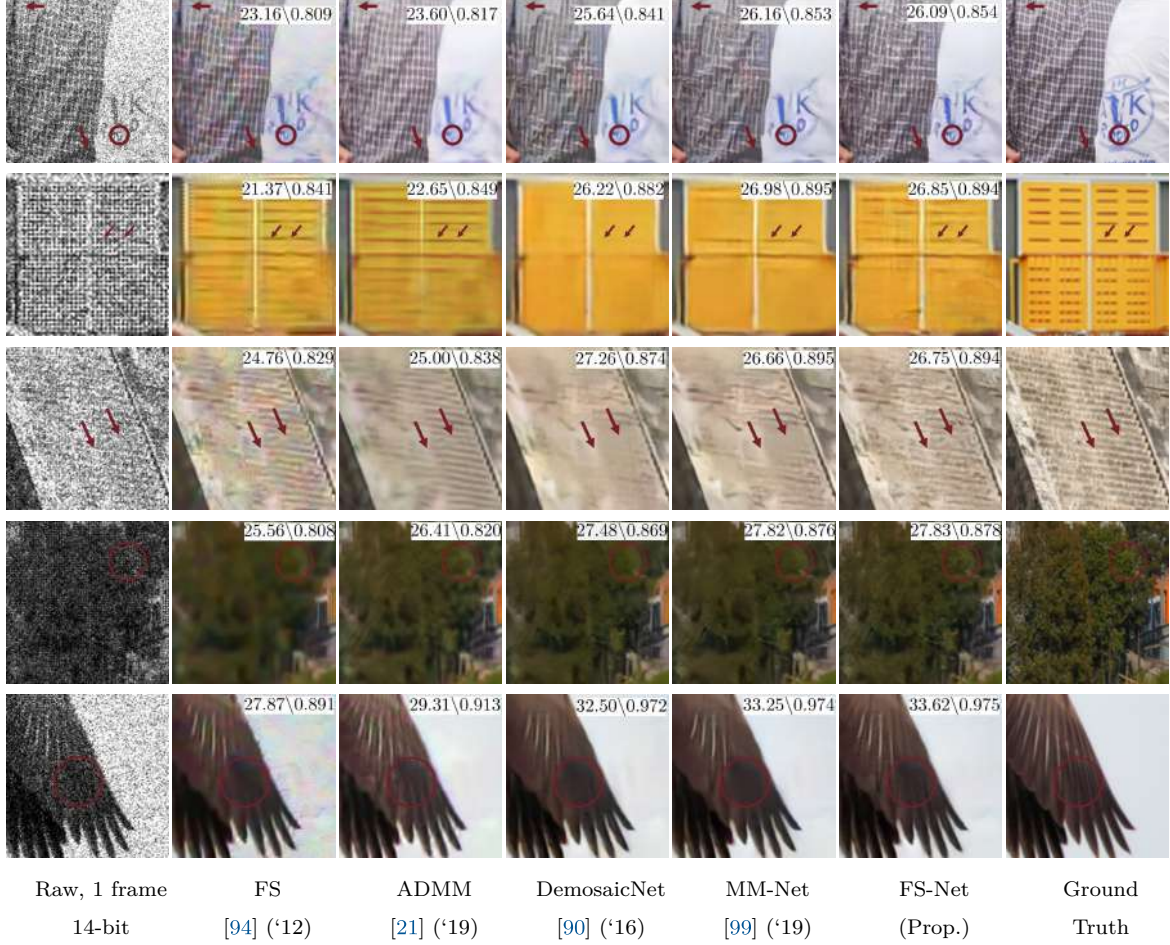 23.16\0.809 23.60\0.817 25.64\0.841 26.16\0.853 26.09\0.854
K
K
K
K
K
K
21.37\0.841 22.65\0.849 26.22\0.882 26.98\0.895 26.85\0.894
24.76\0.829 25.00\0.838 27.26\0.874 26.66\0.895 26.75\0.894
25.56\0.808 26.41\0.820 27.48\0.869 27.82\0.876 27.83\0.878
27.87\0.891 29.31\0.913 32.50\0.972 33.25\0.974 33.62\0.975
Raw, 1 frame FS ADMM DemosaicNet MM-Net FS-Net Ground
14-bit [94] (‘12) [21] (‘19) [90] (‘16) [99] (‘19) (Prop.) Truth